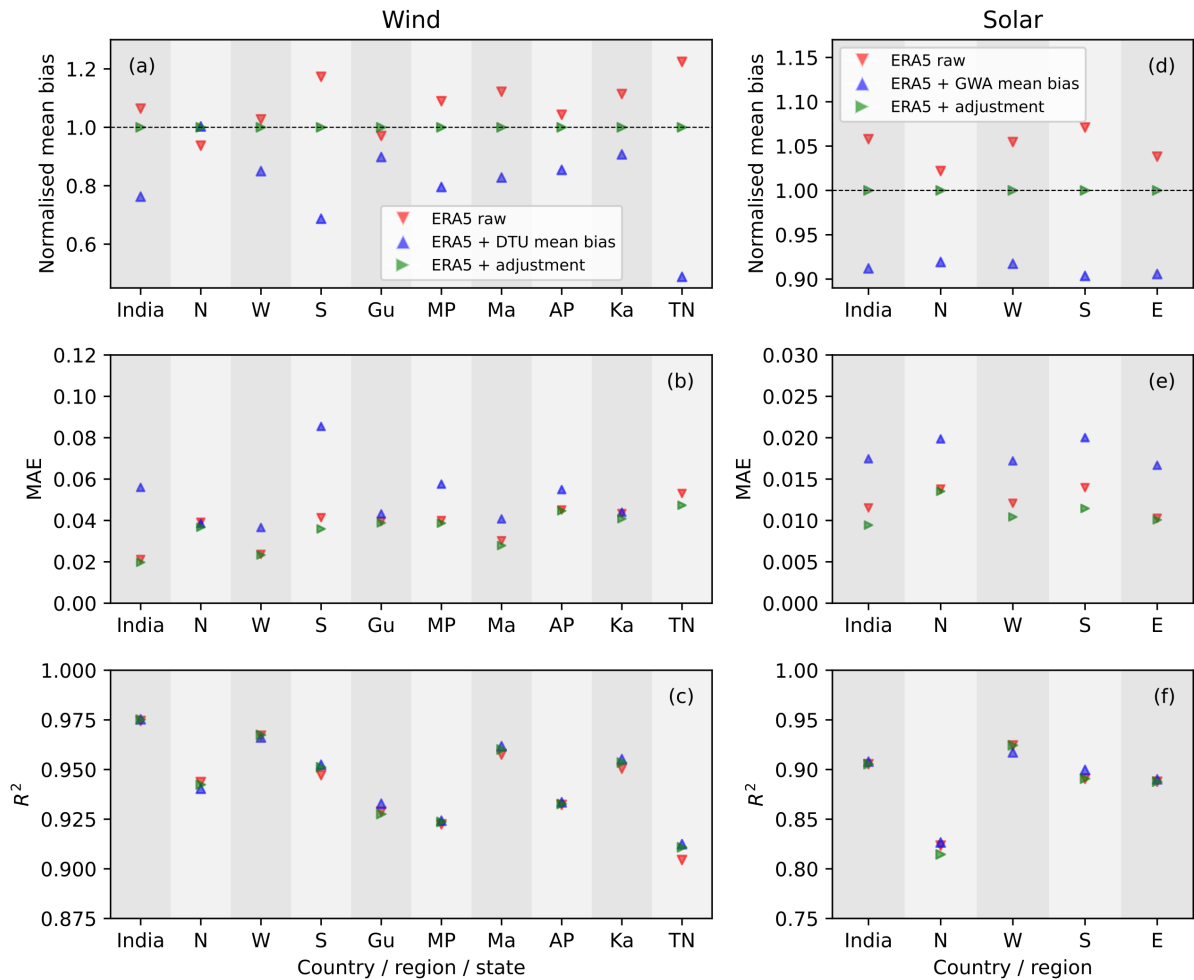 Wind
Solar
Normalised mean bias
1.2
1.0
0.8
0.6
(a)
ERA5 raw
ERA5 + DTU mean bias
ERA5 + adjustment
India N W S Gu MP Ma AP Ka TN
Normalised mean bias
1.15
1.10
1.05
1.00
0.95
0.90
ERA5 raw
ERA5 + GWA mean bias
ERA5 + adjustment
(d)
India N W S E
MAE
0.12
0.10
0.08
0.06
0.04
0.02
0.00
(b)
India N W S Gu MP Ma AP Ka TN
MAE
0.030
0.025
0.020
0.015
0.010
0.005
0.000
(e)
India N W S E
R²
1.000
0.975
0.950
0.925
0.900
0.875
(c)
India N W S Gu MP Ma AP Ka TN
Country / region / state
R²
1.00
0.95
0.90
0.85
0.80
0.75
(f)
India N W S E
Country / region